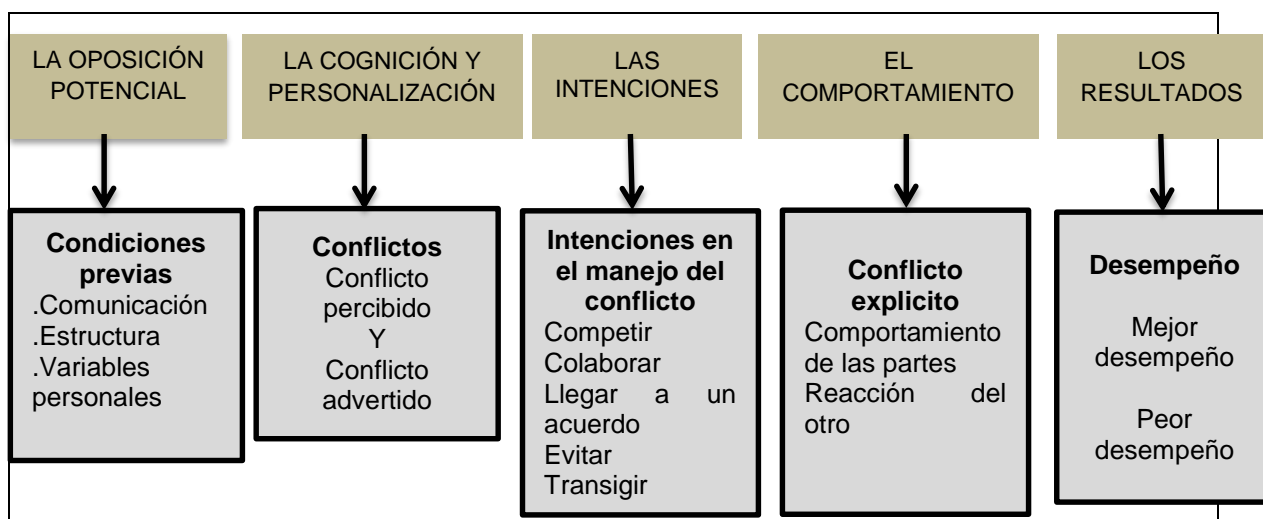 LA OPOSICIÓN
POTENCIAL
LA COGNICIÓN Y
PERSONALIZACIÓN
LAS
INTENCIONES
EL
COMPORTAMIENTO
LOS
RESULTADOS
Condiciones
previas
.Comunicación
.Estructura
.Variables
personales
Conflictos
Conflicto
percibido
Y
Conflicto
advertido
Intenciones en
el manejo del
conflicto
Competir
Colaborar
Llegar a un
acuerdo
Evitar
Transigir
Conflicto
explicito
Comportamiento
de las partes
Reacción del
otro
Desempeño
Mejor
desempeño
Peor
desempeño